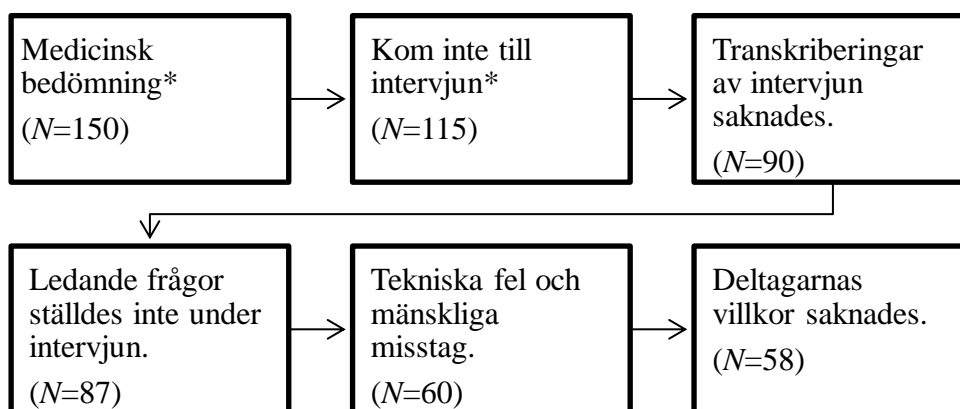 Medicinsk
bedömning*
(N=150)
Kom inte till
intervjun*
(N=115)
Transkriberingar
av intervjun
saknades.
(N=90)
Ledande frågor
ställdes inte under
intervjun.
(N=87)
Tekniska fel och
mänskliga
misstag.
(N=60)
Deltagarnas
villkor saknades.
(N=58)